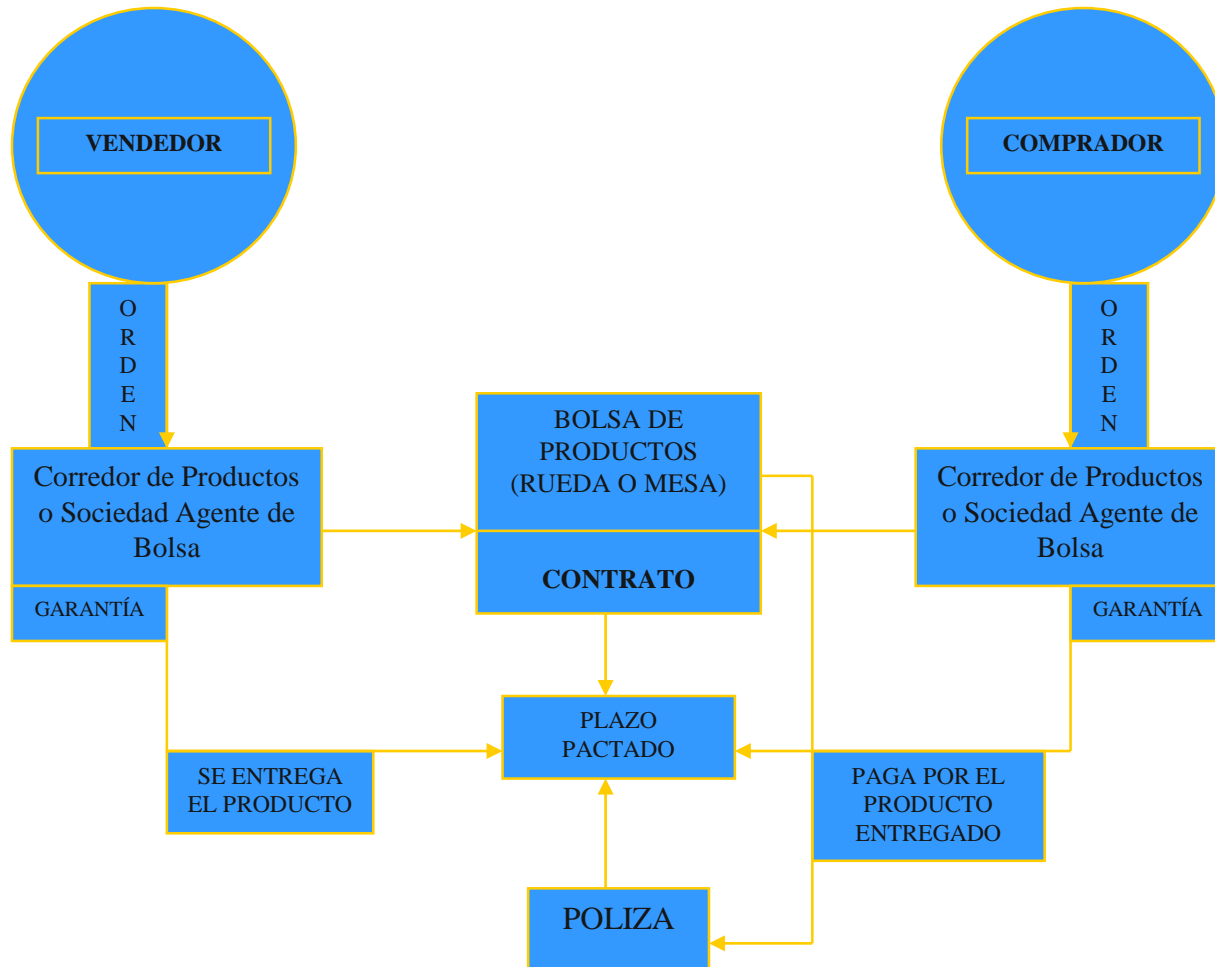 VENDEDOR
COMPRADOR
O
R
D
E
N
O
R
D
E
N
Corredor de Productos
o Sociedad Agente de
Bolsa
BOLSA DE
PRODUCTOS
(RUEDA O MESA)
CONTRATO
Corredor de Productos
o Sociedad Agente de
Bolsa
GARANTÍA
GARANTÍA
PLAZO
PACTADO
SE ENTREGA
EL PRODUCTO
PAGA POR EL
PRODUCTO
ENTREGADO
POLIZA